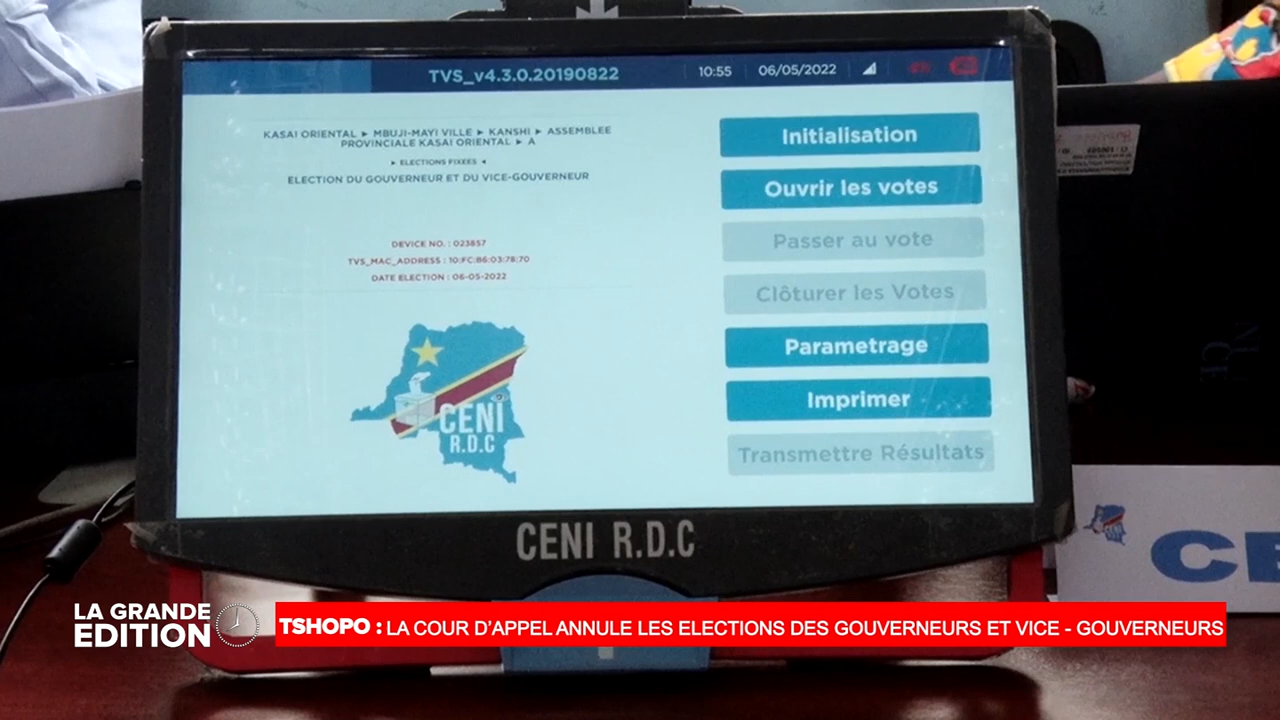 TVS_v4.3.0.20190822
10:55
06/05/2022
KASAI ORIENTAL ► MBUJI-MAYI VILLE ► KANSHI ► ASSEMBLEE
PROVINCIALE KASAI ORIENTAL ► A
► ELECTIONS FIXEES ◄
ELECTION DU GOUVERNEUR ET DU VICE-GOUVERNEUR
DEVICE NO. : 023857
TVS_MAC_ADDRESS : 10:FC:B6:03:78:70
DATE ELECTION : 06-05-2022
CENI
R.D.C
Initialisation
Ouvrir les votes
Passer au vote
Clôturer les Votes
Parametrage
Imprimer
Transmettre Résultats
CENI R.D.C
CE
LA GRANDE
EDITION
TSHOPO : LA COUR D'APPEL ANNULE LES ELECTIONS DES GOUVERNEURS ET VICE - GOUVERNEURS